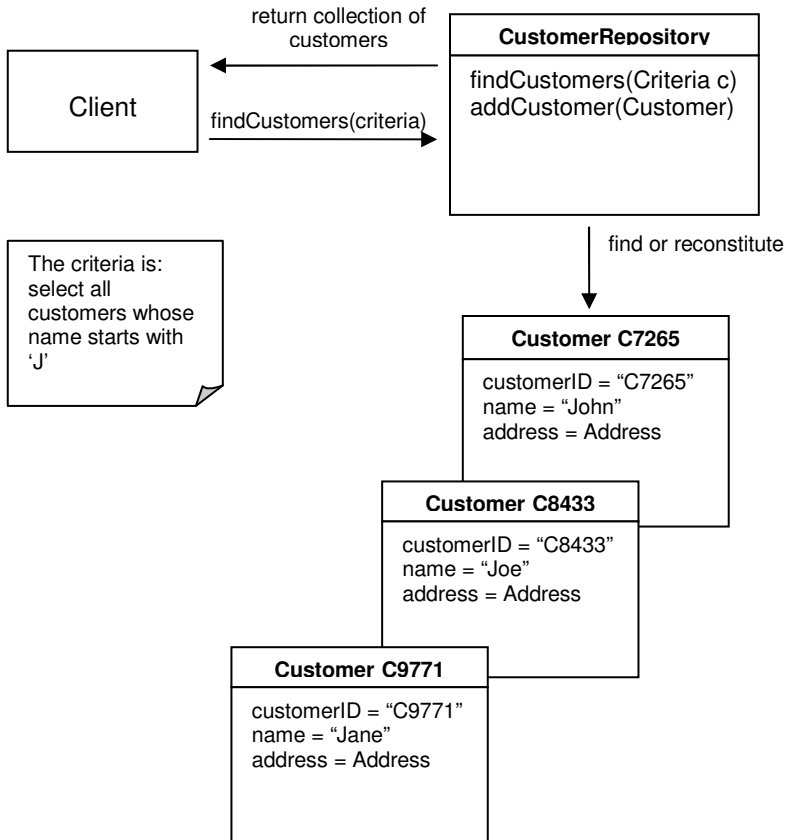 return collection of
customers
CustomerRepository
findCustomers(Criteria c)
addCustomer(Customer)
Client
findCustomers(criteria)
find or reconstitute
The criteria is:
select all
customers whose
name starts with
‘J’
Customer C7265
customerID = “C7265”
name = “John”
address = Address
Customer C8433
customerID = “C8433”
name = “Joe”
address = Address
Customer C9771
customerID = “C9771”
name = “Jane”
address = Address